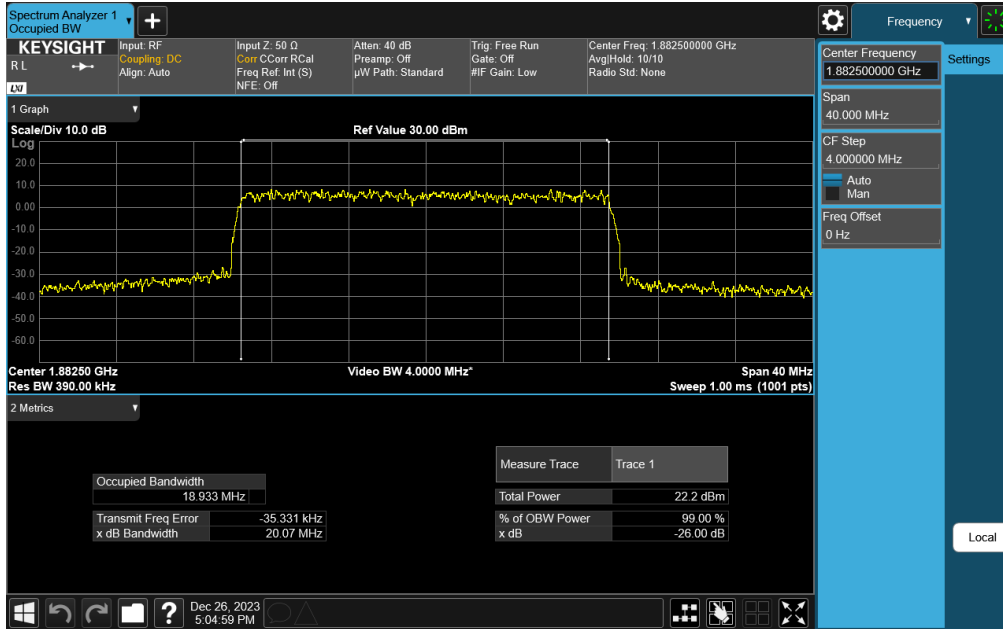 Spectrum Analyzer 1
Occupied BW
Frequency
KEYSIGHT
R L
LXI
Input: RF
Coupling: DC
Align: Auto
Input Z: 50 Ω
Corr CCorr RCal
Freq Ref: Int (S)
NFE: Off
Atten: 40 dB
Preamp: Off
µW Path: Standard
Trig: Free Run
Gate: Off
#IF Gain: Low
Center Freq: 1.882500000 GHz
Avg|Hold: 10/10
Radio Std: None
Center Frequency
1.882500000 GHz
Settings
Span
40.000 MHz
CF Step
4.000000 MHz
Auto
Man
Freq Offset
0 Hz
Local
1 Graph
Scale/Div 10.0 dB
Ref Value 30.00 dBm
Log
20.0
10.0
0.00
-10.0
-20.0
-30.0
-40.0
-50.0
-60.0
Center 1.88250 GHz
Video BW 4.0000 MHz*
Span 40 MHz
Res BW 390.00 kHz
Sweep 1.00 ms (1001 pts)
2 Metrics
Occupied Bandwidth
18.933 MHz
Transmit Freq Error -35.331 kHz
x dB Bandwidth 20.07 MHz
Measure Trace Trace 1
Total Power 22.2 dBm
% of OBW Power 99.00 %
x dB -26.00 dB
?
Dec 26, 2023
5:04:59 PM